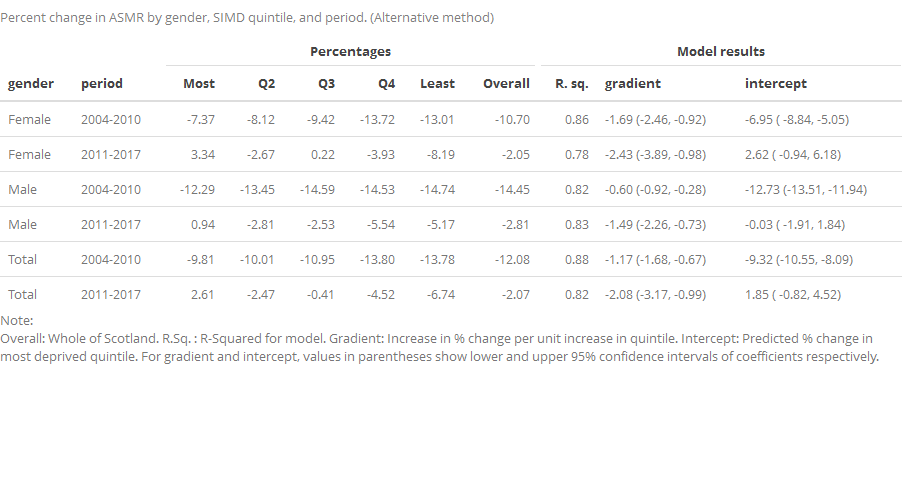 Percent change in ASMR by gender, SIMD quintile, and period. (Alternative method)
Percentages Model results
gender period Most Q2 Q3 Q4 Least Overall R. sq. gradient intercept
Female 2004-2010 -7.37 -8.12 -9.42 -13.72 -13.01 -10.70 0.86 -1.69 (-2.46, -0.92) -6.95 ( -8.84, -5.05)
Female 2011-2017 3.34 -2.67 0.22 -3.93 -8.19 -2.05 0.78 -2.43 (-3.89, -0.98) 2.62 ( -0.94, 6.18)
Male 2004-2010 -12.29 -13.45 -14.59 -14.53 -14.74 -14.45 0.82 -0.60 (-0.92, -0.28) -12.73 (-13.51, -11.94)
Male 2011-2017 0.94 -2.81 -2.53 -5.54 -5.17 -2.81 0.83 -1.49 (-2.26, -0.73) -0.03 ( -1.91, 1.84)
Total 2004-2010 -9.81 -10.01 -10.95 -13.80 -13.78 -12.08 0.88 -1.17 (-1.68, -0.67) -9.32 (-10.55, -8.09)
Total 2011-2017 2.61 -2.47 -0.41 -4.52 -6.74 -2.07 0.82 -2.08 (-3.17, -0.99) 1.85 ( -0.82, 4.52)
Note:
Overall: Whole of Scotland. R.Sq. : R-Squared for model. Gradient: Increase in % change per unit increase in quintile. Intercept: Predicted % change in
most deprived quintile. For gradient and intercept, values in parentheses show lower and upper 95% confidence intervals of coefficients respectively.